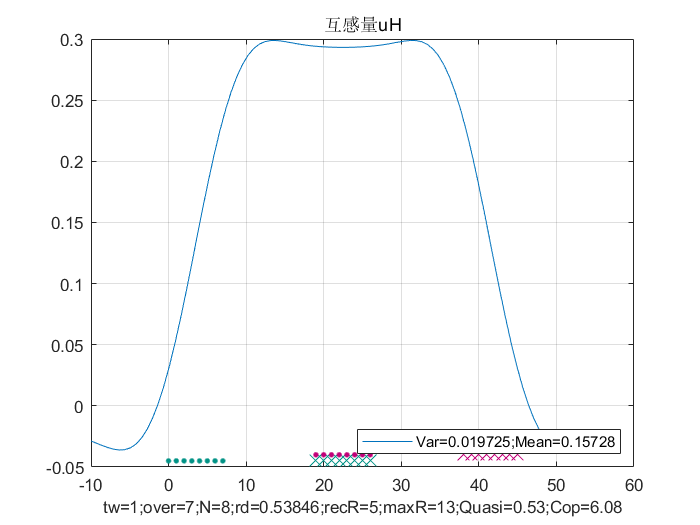 互感量uH
0.3
0.25
0.2
0.15
0.1
0.05
0
-0.05
Var=0.019725;Mean=0.15728
-10 0 10 20 30 40 50 60
tw=1;over=7;N=8;rd=0.53846;recR=5;maxR=13;Quasi=0.53;Cop=6.08